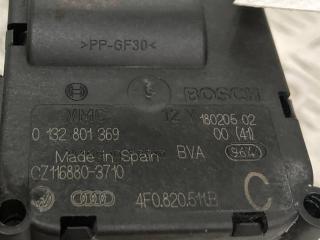 >PP-GF30<
BOSCH
VMC 12 V 180205 02
0 132 801 369 00 (41)
Made in Spain BVA 964
CZ116880-3710
4F0.820.511.B C